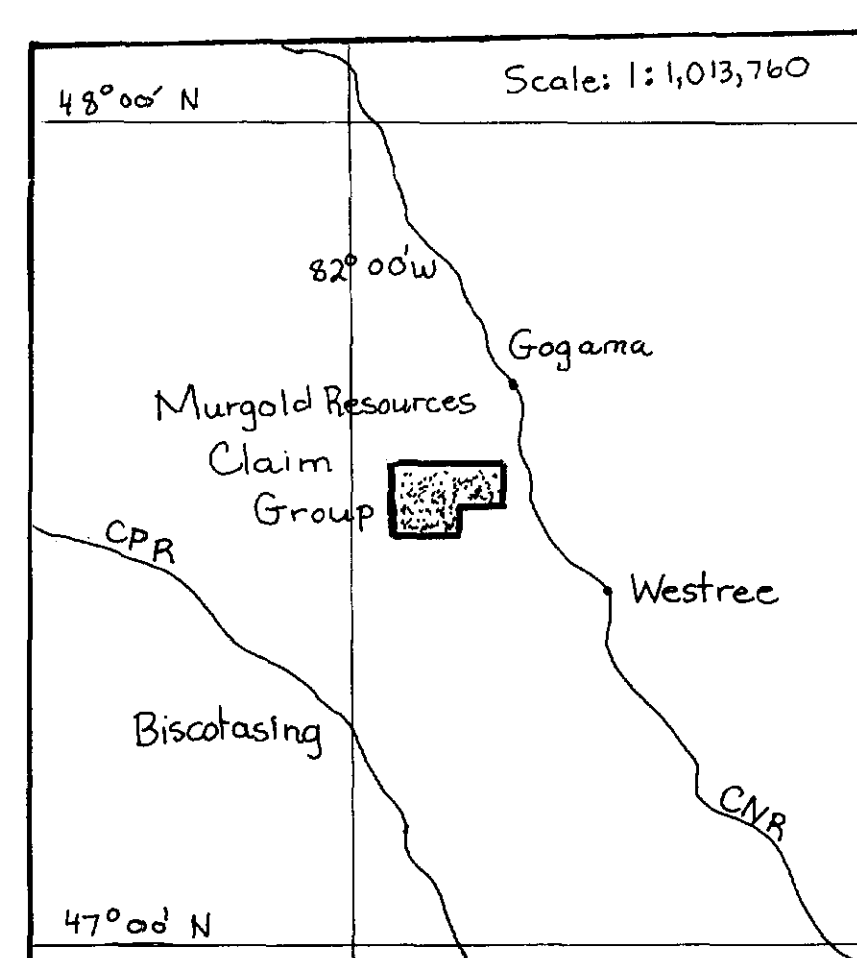 Scale: 1:1,013,760
48°00' N
82°00'W
Gogama
Murgold Resources
Claim
Group
CPR
Westree
Biscotasing
CNR
47°00' N